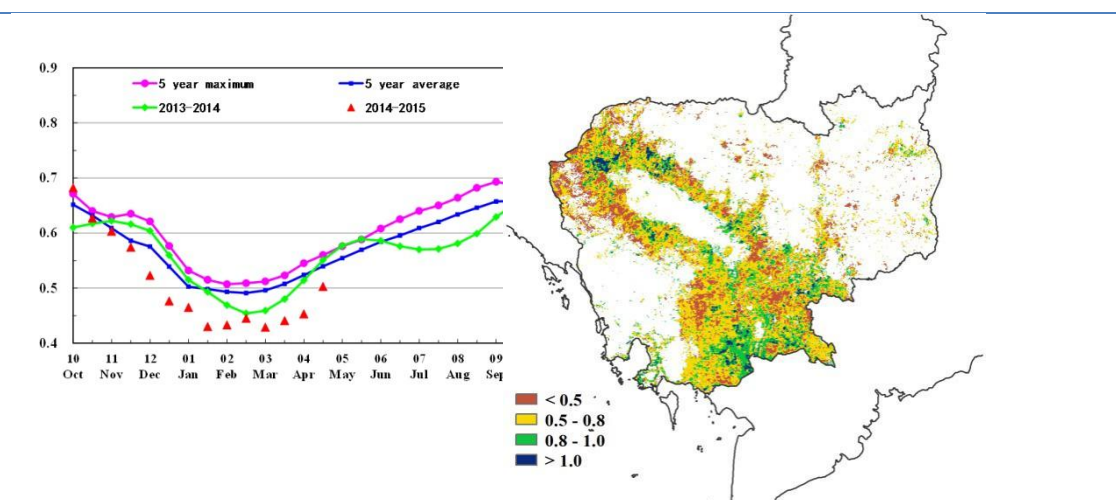 0.9
5 year maximum 5 year average
2013-2014 2014-2015
0.8
0.7
0.6
0.5
0.4
10 11 12 01 02 03 04 05 06 07 08 09
Oct Nov Dec Jan Feb Mar Apr May Jun Jul Aug Sep
< 0.5
0.5 - 0.8
0.8 - 1.0
> 1.0